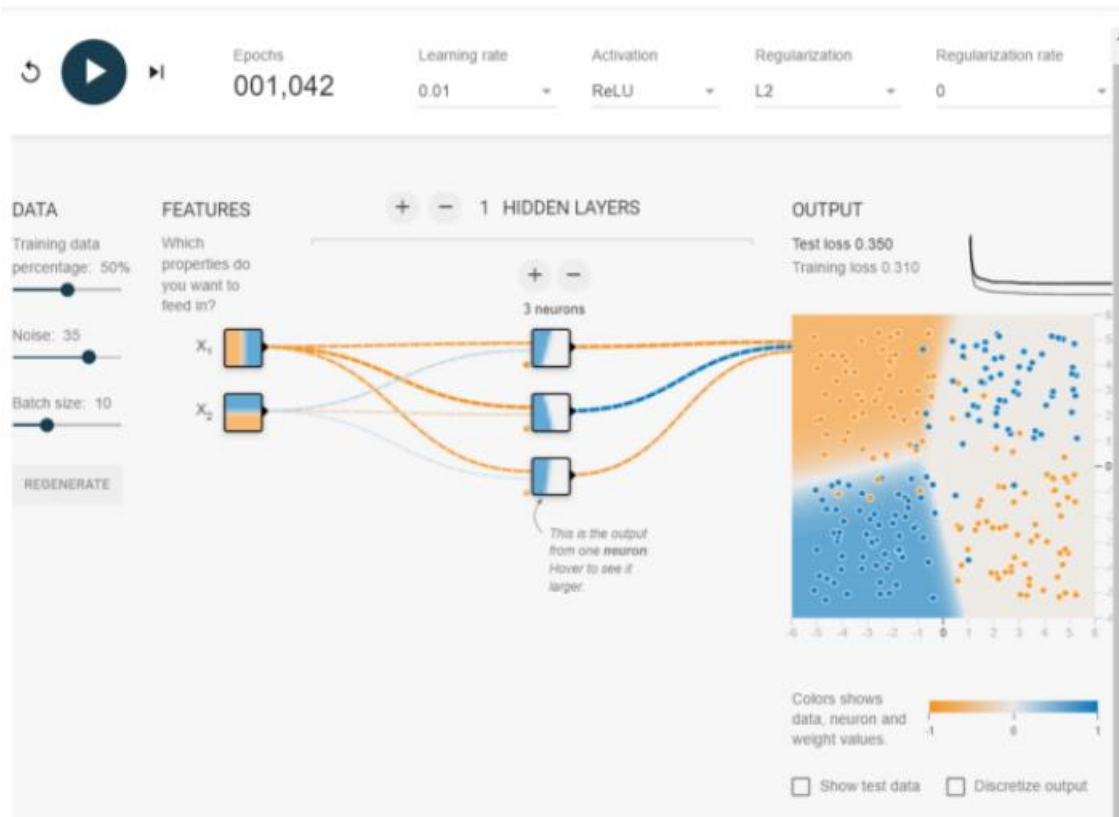 Epochs
001,042
Learning rate
0.01
Activation
ReLU
Regularization
L2
Regularization rate
0
DATA
Training data
percentage: 50%
Noise: 35
Batch size: 10
REGENERATE
FEATURES
Which
properties do
you want to
feed in?
X₁
X₂
+ − 1 HIDDEN LAYERS
+ −
3 neurons
This is the output
from one neuron
Hover to see it
larger.
OUTPUT
Test loss 0.350
Training loss 0.310
0
-6 -5 -4 -3 -2 -1 0 1 2 3 4 5 6
Colors shows
data, neuron and
weight values.
-1 0 1
Show test data
Discretize output